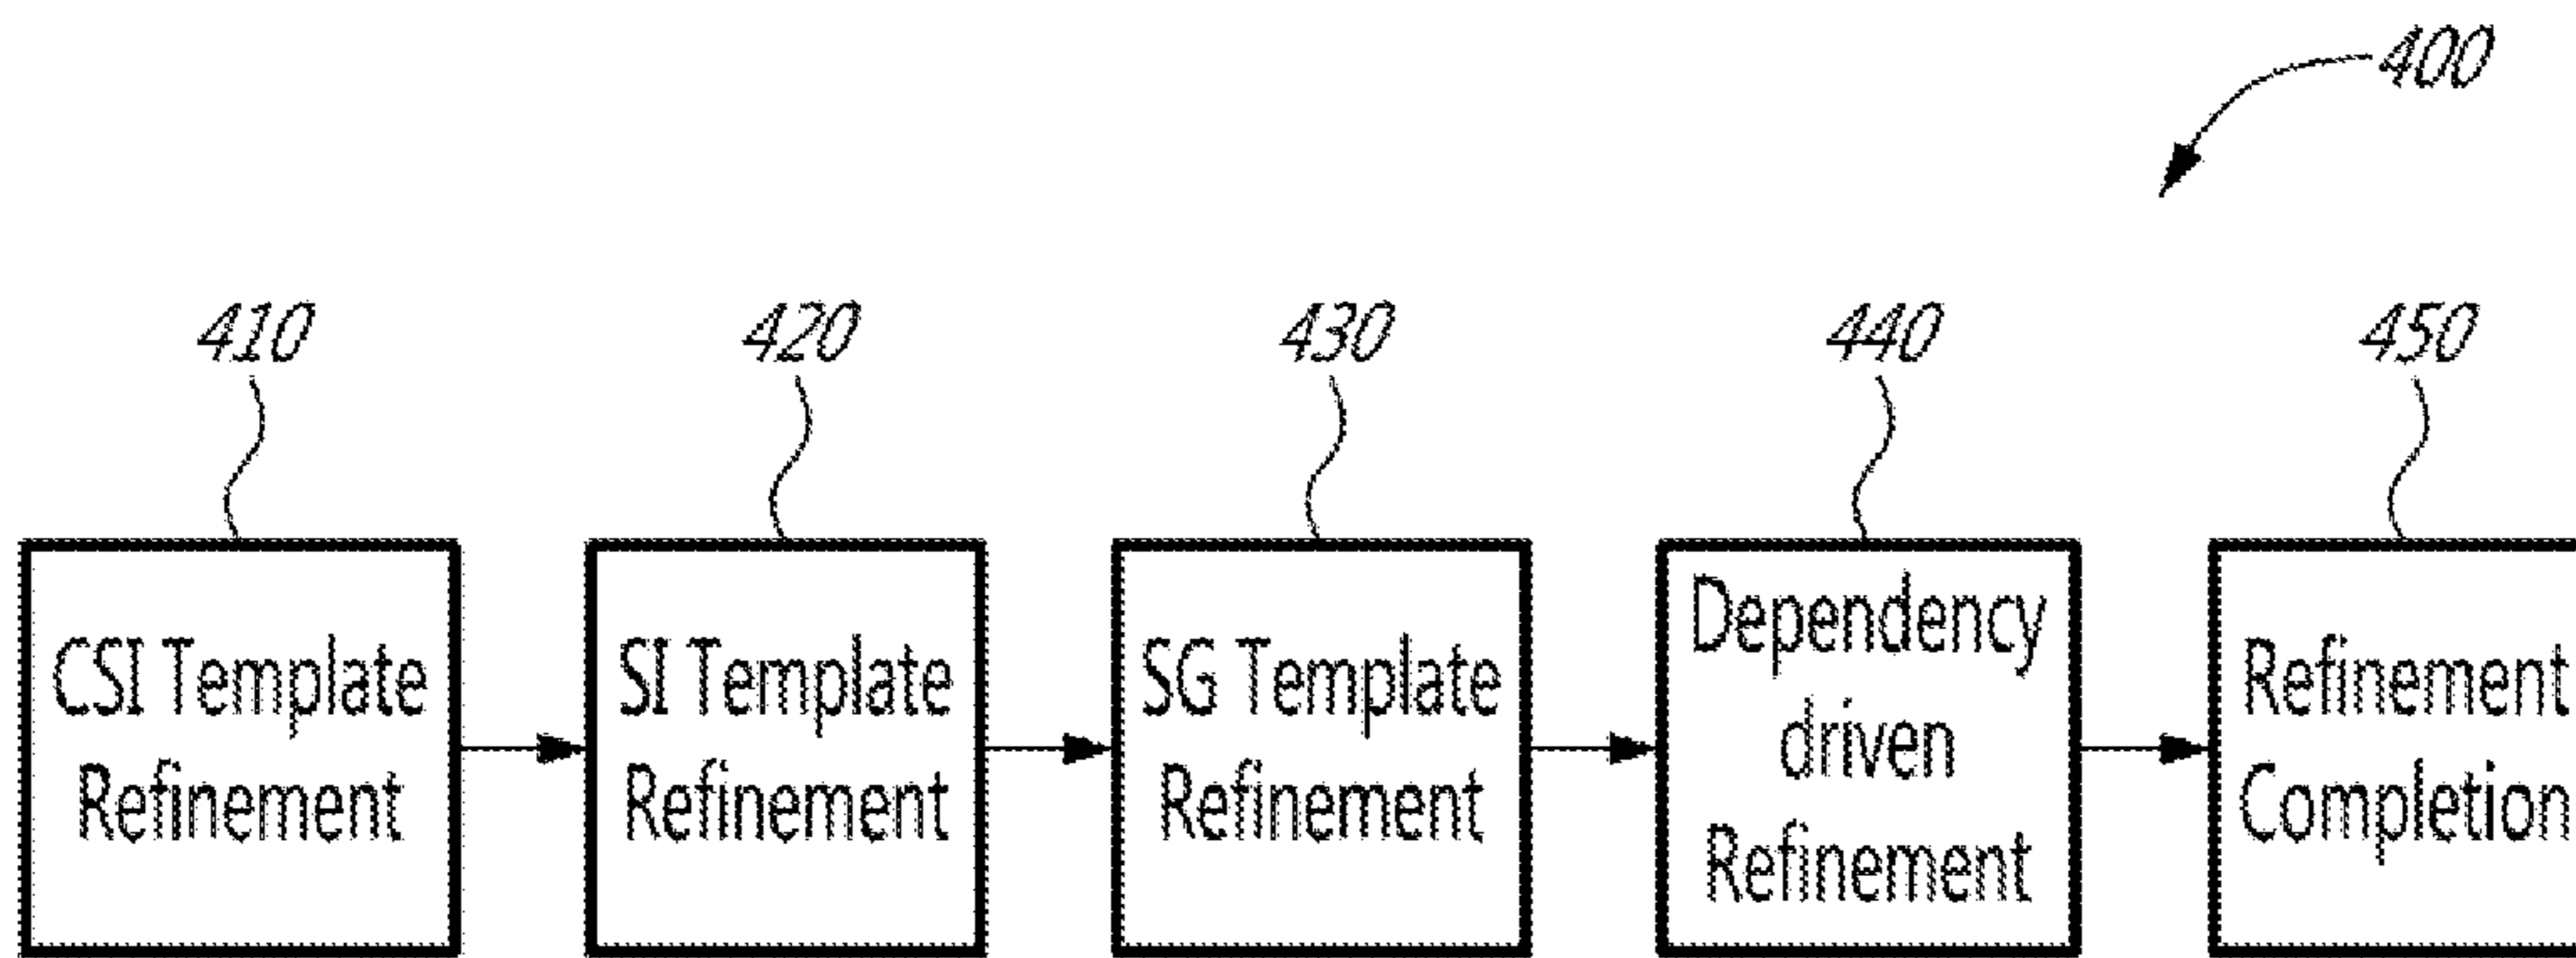 400
410
420
430
440
450
CSI Template
Refinement
SI Template
Refinement
SG Template
Refinement
Dependency
driven
Refinement
Refinement
Completion